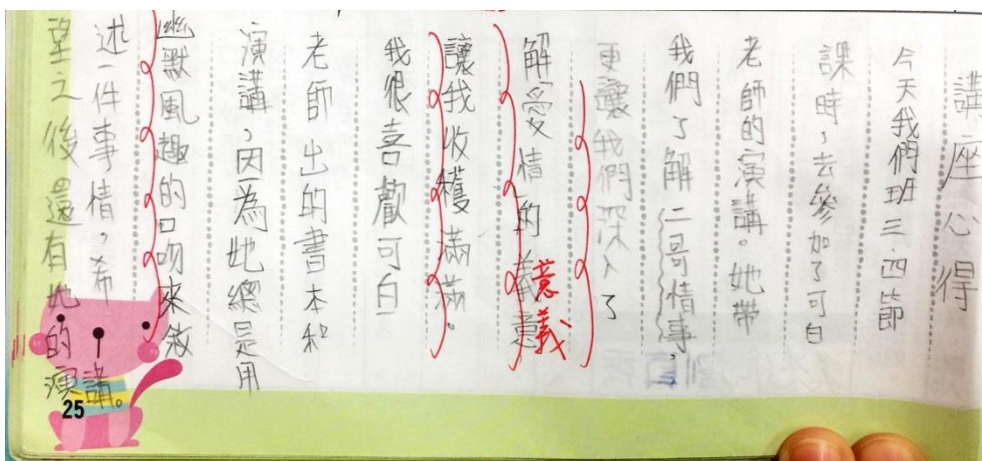 講座心得
今天我們班三、四節
課時，去參加了可白
老師的演講。她帶
我們了解二哥情事，
更讓我們深入了
解愛情的義意
意義
讓我收穫滿滿。
我很喜歡可白
老師出的書本和
演講，因為她總是用
幽默風趣的口吻來敘
述一件事情，希
望之後還有她的演講。
25